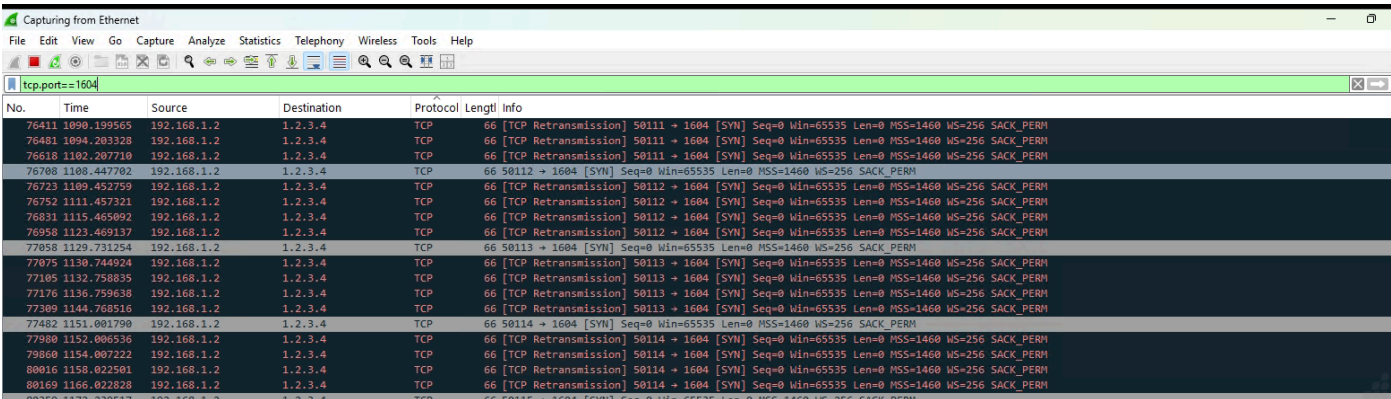 Capturing from Ethernet
File Edit View Go Capture Analyze Statistics Telephony Wireless Tools Help
tcp.port==1604
No. Time Source Destination Protocol Lengtl Info
76411 1090.199565 192.168.1.2 1.2.3.4 TCP 66 [TCP Retransmission] 50111 → 1604 [SYN] Seq=0 Win=65535 Len=0 MSS=1460 WS=256 SACK_PERM
76481 1094.203328 192.168.1.2 1.2.3.4 TCP 66 [TCP Retransmission] 50111 → 1604 [SYN] Seq=0 Win=65535 Len=0 MSS=1460 WS=256 SACK_PERM
76618 1102.207710 192.168.1.2 1.2.3.4 TCP 66 [TCP Retransmission] 50111 → 1604 [SYN] Seq=0 Win=65535 Len=0 MSS=1460 WS=256 SACK_PERM
76708 1108.447702 192.168.1.2 1.2.3.4 TCP 66 50112 → 1604 [SYN] Seq=0 Win=65535 Len=0 MSS=1460 WS=256 SACK_PERM
76723 1109.452759 192.168.1.2 1.2.3.4 TCP 66 [TCP Retransmission] 50112 → 1604 [SYN] Seq=0 Win=65535 Len=0 MSS=1460 WS=256 SACK_PERM
76752 1111.457321 192.168.1.2 1.2.3.4 TCP 66 [TCP Retransmission] 50112 → 1604 [SYN] Seq=0 Win=65535 Len=0 MSS=1460 WS=256 SACK_PERM
76831 1115.465092 192.168.1.2 1.2.3.4 TCP 66 [TCP Retransmission] 50112 → 1604 [SYN] Seq=0 Win=65535 Len=0 MSS=1460 WS=256 SACK_PERM
76958 1123.469137 192.168.1.2 1.2.3.4 TCP 66 [TCP Retransmission] 50112 → 1604 [SYN] Seq=0 Win=65535 Len=0 MSS=1460 WS=256 SACK_PERM
77058 1129.731254 192.168.1.2 1.2.3.4 TCP 66 50113 → 1604 [SYN] Seq=0 Win=65535 Len=0 MSS=1460 WS=256 SACK_PERM
77075 1130.744924 192.168.1.2 1.2.3.4 TCP 66 [TCP Retransmission] 50113 → 1604 [SYN] Seq=0 Win=65535 Len=0 MSS=1460 WS=256 SACK_PERM
77105 1132.758835 192.168.1.2 1.2.3.4 TCP 66 [TCP Retransmission] 50113 → 1604 [SYN] Seq=0 Win=65535 Len=0 MSS=1460 WS=256 SACK_PERM
77176 1136.759638 192.168.1.2 1.2.3.4 TCP 66 [TCP Retransmission] 50113 → 1604 [SYN] Seq=0 Win=65535 Len=0 MSS=1460 WS=256 SACK_PERM
77309 1144.768516 192.168.1.2 1.2.3.4 TCP 66 [TCP Retransmission] 50113 → 1604 [SYN] Seq=0 Win=65535 Len=0 MSS=1460 WS=256 SACK_PERM
77482 1151.001790 192.168.1.2 1.2.3.4 TCP 66 50114 → 1604 [SYN] Seq=0 Win=65535 Len=0 MSS=1460 WS=256 SACK_PERM
77980 1152.006536 192.168.1.2 1.2.3.4 TCP 66 [TCP Retransmission] 50114 → 1604 [SYN] Seq=0 Win=65535 Len=0 MSS=1460 WS=256 SACK_PERM
79860 1154.007222 192.168.1.2 1.2.3.4 TCP 66 [TCP Retransmission] 50114 → 1604 [SYN] Seq=0 Win=65535 Len=0 MSS=1460 WS=256 SACK_PERM
80016 1158.022501 192.168.1.2 1.2.3.4 TCP 66 [TCP Retransmission] 50114 → 1604 [SYN] Seq=0 Win=65535 Len=0 MSS=1460 WS=256 SACK_PERM
80169 1166.022828 192.168.1.2 1.2.3.4 TCP 66 [TCP Retransmission] 50114 → 1604 [SYN] Seq=0 Win=65535 Len=0 MSS=1460 WS=256 SACK_PERM